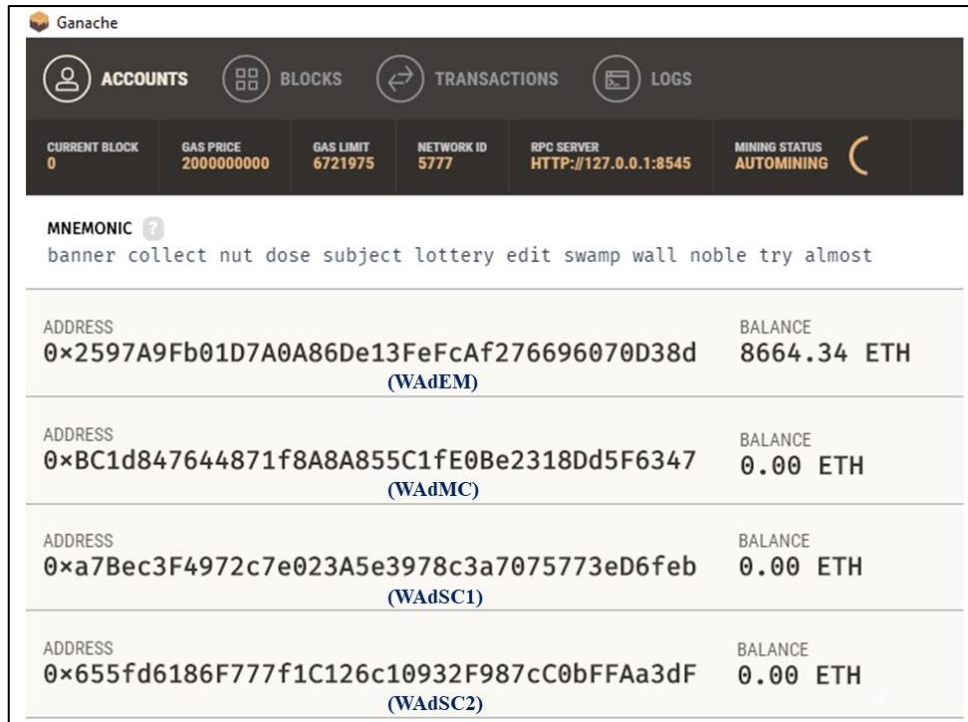 Ganache
ACCOUNTS BLOCKS TRANSACTIONS LOGS
CURRENT BLOCK GAS PRICE GAS LIMIT NETWORK ID RPC SERVER MINING STATUS
0 2000000000 6721975 5777 HTTP://127.0.0.1:8545 AUTOMINING
MNEMONIC ?
banner collect nut dose subject lottery edit swamp wall noble try almost
ADDRESS BALANCE
0×2597A9Fb01D7A0A86De13FeFcAf276696070D38d 8664.34 ETH
(WAdEM)
ADDRESS BALANCE
0×BC1d847644871f8A8A855C1fE0Be2318Dd5F6347 0.00 ETH
(WAdMC)
ADDRESS BALANCE
0×a7Bec3F4972c7e023A5e3978c3a7075773eD6feb 0.00 ETH
(WAdSC1)
ADDRESS BALANCE
0×655fd6186F777f1C126c10932F987cC0bFFAa3dF 0.00 ETH
(WAdSC2)